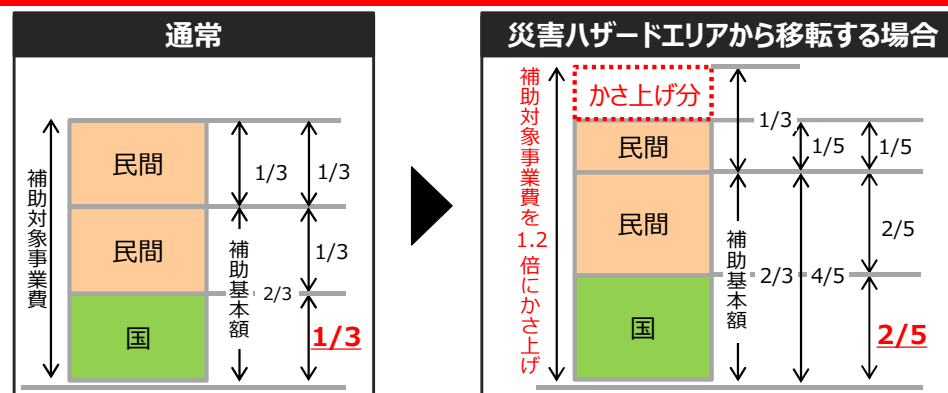 通常
補助対象事業費
民間
民間
国
1/3
補助基本額
2/3
1/3
1/3
1/3
災害ハザードエリアから移転する場合
補助対象事業費を1.2倍にかさ上げ
かさ上げ分
民間
民間
国
1/3
補助基本額
2/3
1/5
4/5
1/5
2/5
2/5